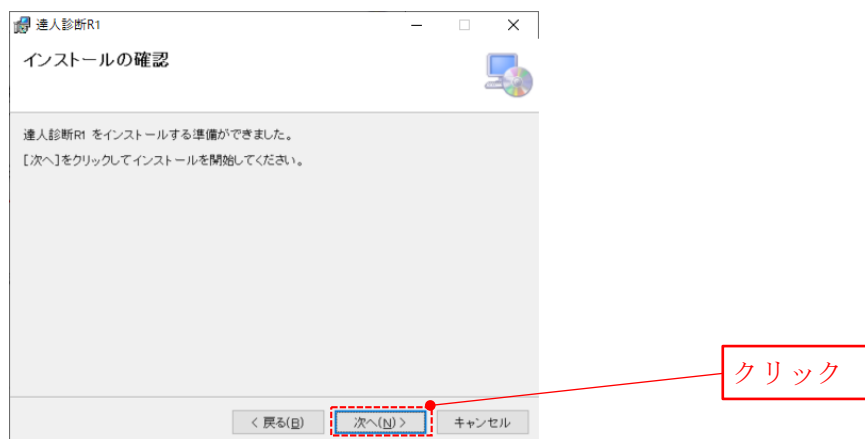 達人診断R1
インストールの確認
達人診断R1 をインストールする準備ができました。
[次へ]をクリックしてインストールを開始してください。
クリック
< 戻る(B)
次へ(N) >
キャンセル